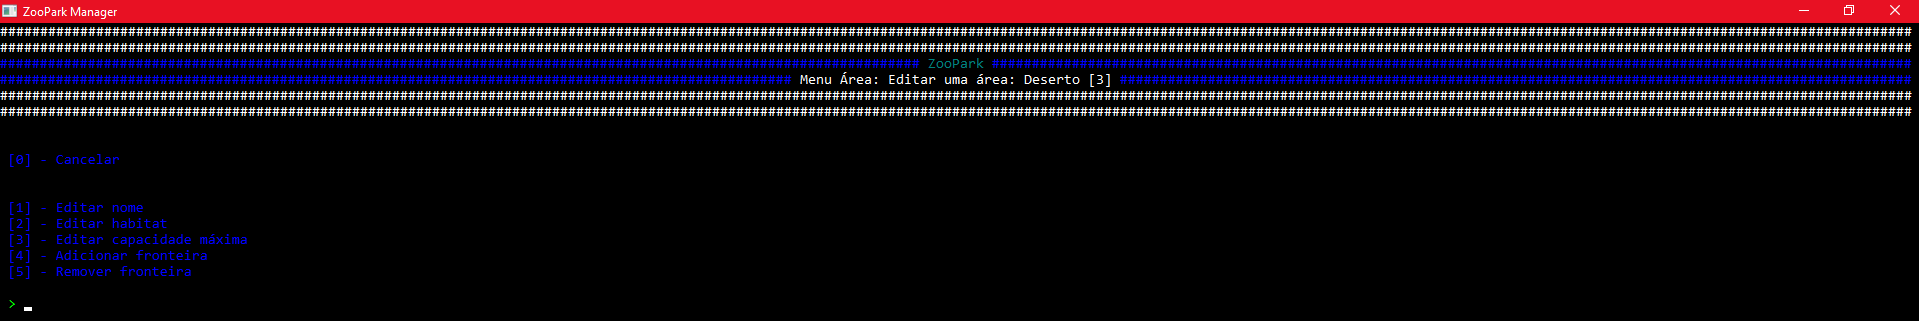 ZooPark Manager
ZooPark
Menu Área: Editar uma área: Deserto [3]
[0] - Cancelar
[1] - Editar nome
[2] - Editar habitat
[3] - Editar capacidade máxima
[4] - Adicionar fronteira
[5] - Remover fronteira
>